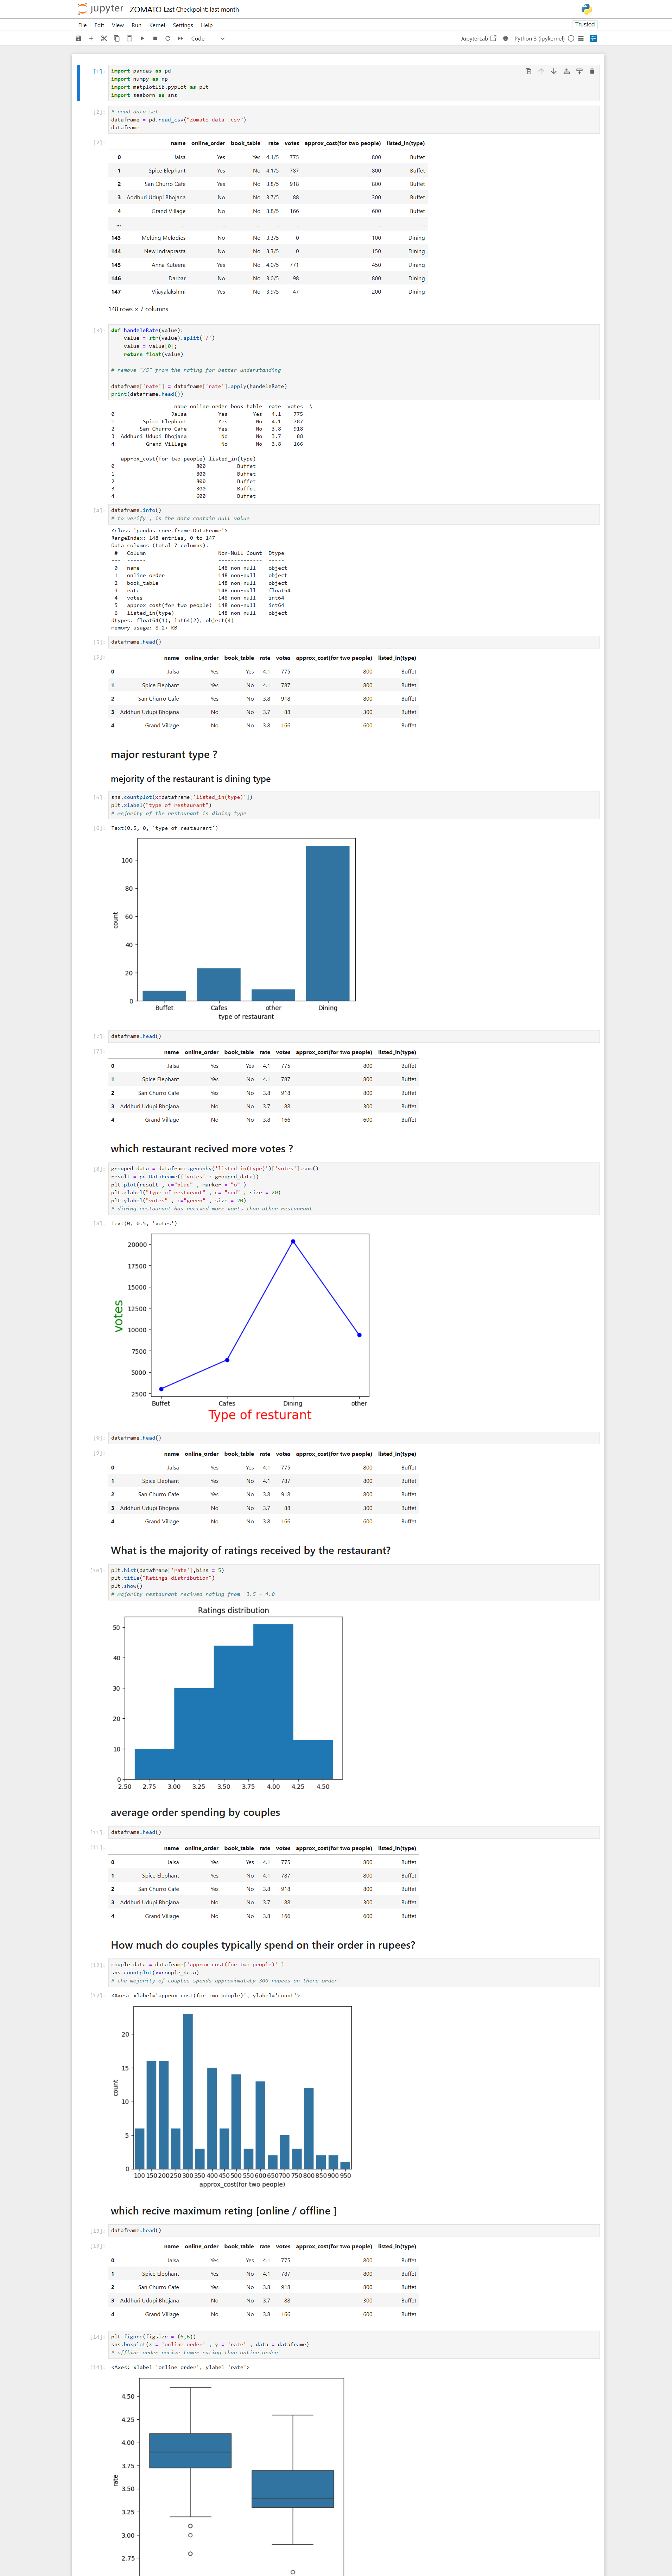 jupyter ZOMATO Last Checkpoint: last month
File Edit View Run Kernel Settings Help Trusted
Code JupyterLab Python 3 (ipykernel)
[1]: import pandas as pd
import numpy as np
import matplotlib.pyplot as plt
import seaborn as sns
[2]: # read data set
dataframe = pd.read_csv("Zomato data .csv")
dataframe
[2]: name online_order book_table rate votes approx_cost(for two people) listed_in(type)
0 Jalsa Yes Yes 4.1/5 775 800 Buffet
1 Spice Elephant Yes No 4.1/5 787 800 Buffet
2 San Churro Cafe Yes No 3.8/5 918 800 Buffet
3 Addhuri Udupi Bhojana No No 3.7/5 88 300 Buffet
4 Grand Village No No 3.8/5 166 600 Buffet
... ... ... ... ... ... ... ...
143 Melting Melodies No No 3.3/5 0 100 Dining
144 New Indraprasta No No 3.3/5 0 150 Dining
145 Anna Kuteera Yes No 4.0/5 771 450 Dining
146 Darbar No No 3.0/5 98 800 Dining
147 Vijayalakshmi Yes No 3.9/5 47 200 Dining
148 rows × 7 columns
[3]: def handeleRate(value):
value = str(value).split('/')
value = value[0];
return float(value)
# remove "/5" from the rating for better understanding
dataframe['rate'] = dataframe['rate'].apply(handeleRate)
print(dataframe.head())
name online_order book_table rate votes \
0 Jalsa Yes Yes 4.1 775
1 Spice Elephant Yes No 4.1 787
2 San Churro Cafe Yes No 3.8 918
3 Addhuri Udupi Bhojana No No 3.7 88
4 Grand Village No No 3.8 166
approx_cost(for two people) listed_in(type)
0 800 Buffet
1 800 Buffet
2 800 Buffet
3 300 Buffet
4 600 Buffet
[4]: dataframe.info()
# to verify , is the data contain null value
<class 'pandas.core.frame.DataFrame'>
RangeIndex: 148 entries, 0 to 147
Data columns (total 7 columns):
# Column Non-Null Count Dtype
--- ------ -------------- -----
0 name 148 non-null object
1 online_order 148 non-null object
2 book_table 148 non-null object
3 rate 148 non-null float64
4 votes 148 non-null int64
5 approx_cost(for two people) 148 non-null int64
6 listed_in(type) 148 non-null object
dtypes: float64(1), int64(2), object(4)
memory usage: 8.2+ KB
[5]: dataframe.head()
[5]: name online_order book_table rate votes approx_cost(for two people) listed_in(type)
0 Jalsa Yes Yes 4.1 775 800 Buffet
1 Spice Elephant Yes No 4.1 787 800 Buffet
2 San Churro Cafe Yes No 3.8 918 800 Buffet
3 Addhuri Udupi Bhojana No No 3.7 88 300 Buffet
4 Grand Village No No 3.8 166 600 Buffet
major resturant type ?
mejority of the restaurant is dining type
[6]: sns.countplot(x=dataframe['listed_in(type)'])
plt.xlabel("type of restaurant")
# mejority of the restaurant is dining type
[6]: Text(0.5, 0, 'type of restaurant')
100
80
60
40
20
0
count
Buffet Cafes other Dining
type of restaurant
[7]: dataframe.head()
[7]: name online_order book_table rate votes approx_cost(for two people) listed_in(type)
0 Jalsa Yes Yes 4.1 775 800 Buffet
1 Spice Elephant Yes No 4.1 787 800 Buffet
2 San Churro Cafe Yes No 3.8 918 800 Buffet
3 Addhuri Udupi Bhojana No No 3.7 88 300 Buffet
4 Grand Village No No 3.8 166 600 Buffet
which restaurant recived more votes ?
[8]: grouped_data = dataframe.groupby('listed_in(type)')['votes'].sum()
result = pd.DataFrame({'votes' : grouped_data})
plt.plot(result , c="blue" , marker = "o" )
plt.xlabel("Type of resturant" , c= "red" , size = 20)
plt.ylabel("votes" , c="green" , size = 20)
# dining restaurant has recived more vorts than other restaurant
[8]: Text(0, 0.5, 'votes')
20000
17500
15000
12500
10000
7500
5000
2500
votes
Buffet Cafes Dining other
Type of resturant
[9]: dataframe.head()
[9]: name online_order book_table rate votes approx_cost(for two people) listed_in(type)
0 Jalsa Yes Yes 4.1 775 800 Buffet
1 Spice Elephant Yes No 4.1 787 800 Buffet
2 San Churro Cafe Yes No 3.8 918 800 Buffet
3 Addhuri Udupi Bhojana No No 3.7 88 300 Buffet
4 Grand Village No No 3.8 166 600 Buffet
What is the majority of ratings received by the restaurant?
[10]: plt.hist(dataframe['rate'],bins = 5)
plt.title("Ratings distribution")
plt.show()
# majority restaurant recived rating from 3.5 - 4.0
Ratings distribution
50
40
30
20
10
0
2.50 2.75 3.00 3.25 3.50 3.75 4.00 4.25 4.50
average order spending by couples
[11]: dataframe.head()
[11]: name online_order book_table rate votes approx_cost(for two people) listed_in(type)
0 Jalsa Yes Yes 4.1 775 800 Buffet
1 Spice Elephant Yes No 4.1 787 800 Buffet
2 San Churro Cafe Yes No 3.8 918 800 Buffet
3 Addhuri Udupi Bhojana No No 3.7 88 300 Buffet
4 Grand Village No No 3.8 166 600 Buffet
How much do couples typically spend on their order in rupees?
[12]: couple_data = dataframe['approx_cost(for two people)' ]
sns.countplot(x=couple_data)
# the mejority of couples spends approximatuly 300 rupees on there order
[12]: <Axes: xlabel='approx_cost(for two people)', ylabel='count'>
20
15
10
5
0
count
100 150 200 250 300 350 400 450 500 550 600 650 700 750 800 850 900 950
approx_cost(for two people)
which recive maximum reting [online / offline ]
[13]: dataframe.head()
[13]: name online_order book_table rate votes approx_cost(for two people) listed_in(type)
0 Jalsa Yes Yes 4.1 775 800 Buffet
1 Spice Elephant Yes No 4.1 787 800 Buffet
2 San Churro Cafe Yes No 3.8 918 800 Buffet
3 Addhuri Udupi Bhojana No No 3.7 88 300 Buffet
4 Grand Village No No 3.8 166 600 Buffet
[14]: plt.figure(figsize = (6,6))
sns.boxplot(x = 'online_order' , y = 'rate' , data = dataframe)
# offline order recive lower rating than online order
[14]: <Axes: xlabel='online_order', ylabel='rate'>
4.50
4.25
4.00
3.75
3.50
3.25
3.00
2.75
rate